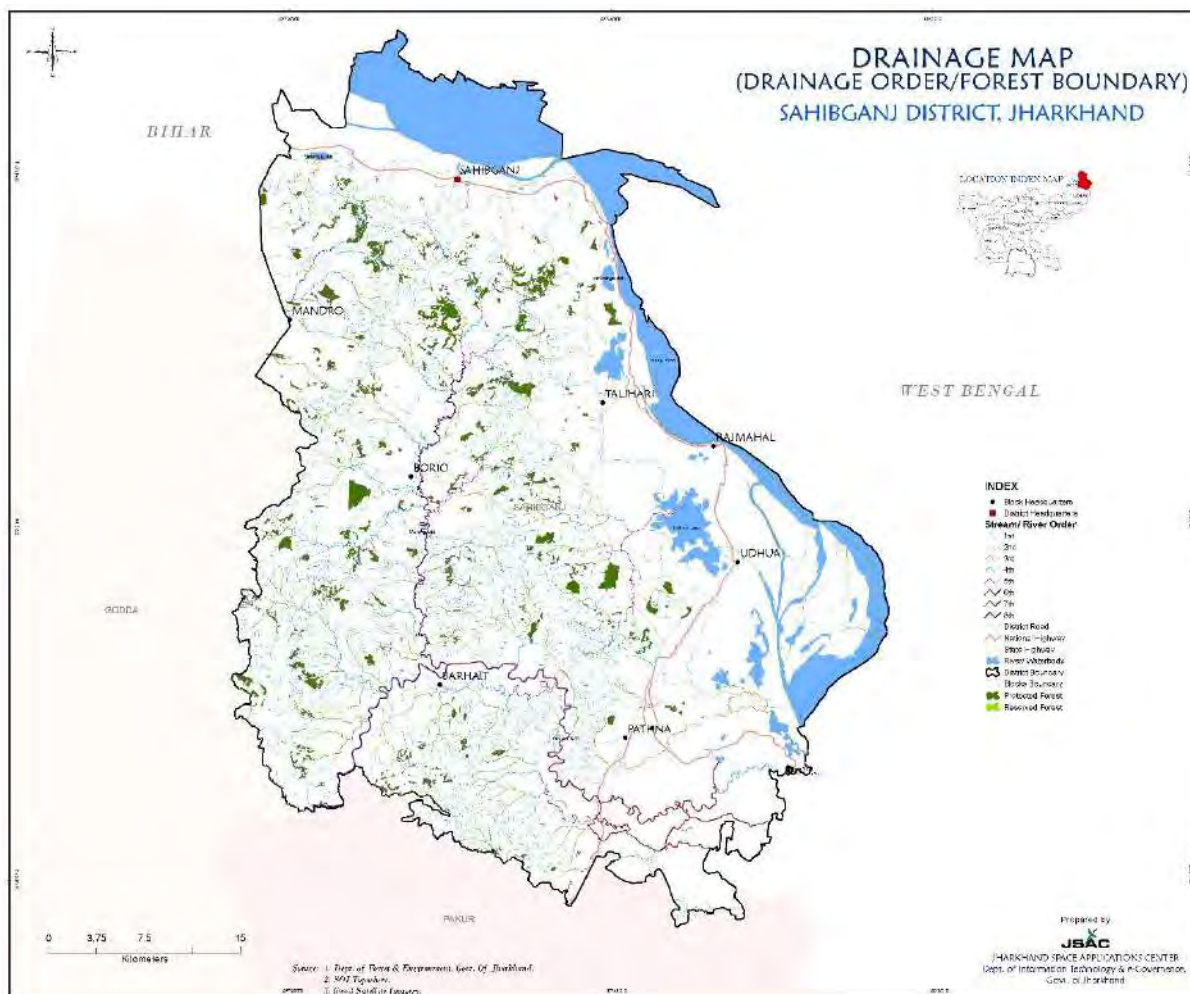 DRAINAGE MAP
(DRAINAGE ORDER/FOREST BOUNDARY)
SAHIBGANJ DISTRICT, JHARKHAND
BIHAR
SAHIBGANJ
LOCATION INDEX MAP
MANDRO
WEST BENGAL
TALJHARI
RAJMAHAL
BORIO
SAHIBGANJ
UDHUA
GODDA
BARHAIT
PATHNA
PAKUR
INDEX
Block Headquarters
District Headquarters
Stream/ River Order
1st
2nd
3rd
4th
5th
6th
7th
8th
District Road
National Highway
State Highway
River/ Waterbody
District Boundary
Blocks Boundary
Protected Forest
Reserved Forest
0 3.75 7.5 15
Kilometers
Source: 1. Dept. of Forest & Environment, Govt. Of Jharkhand.
2. SOI Toposheet.
Prepared by
JSAC
JHARKHAND SPACE APPLICATIONS CENTER
Dept. of Information Technology & e-Governance,
Govt. of Jharkhand